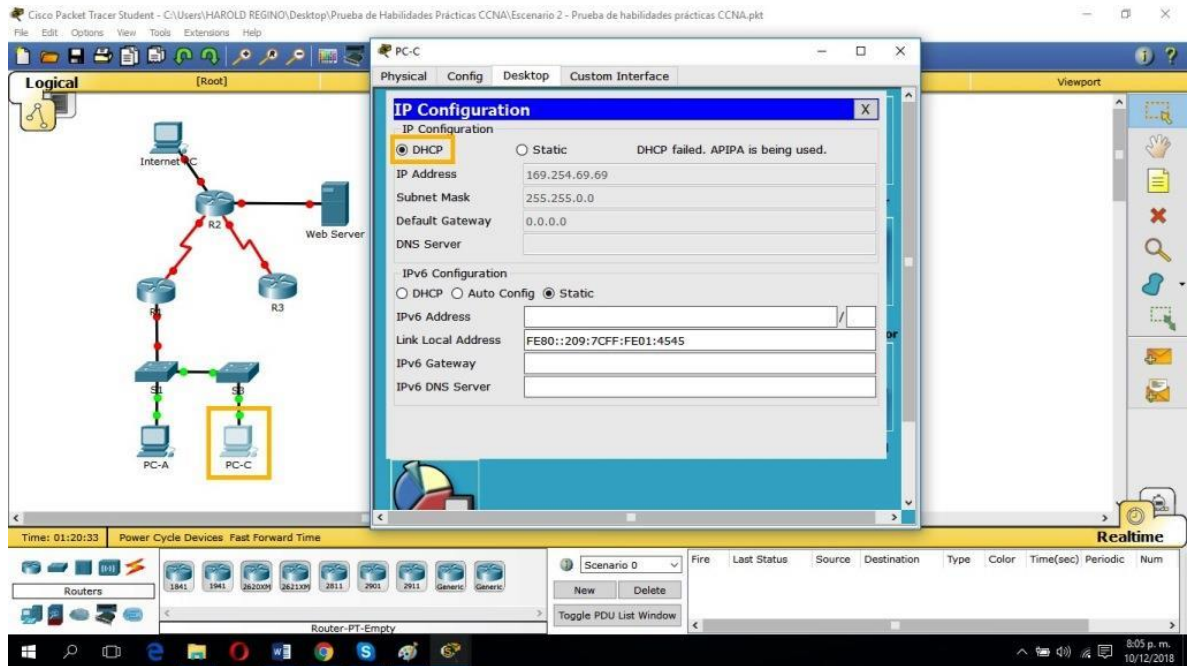 Cisco Packet Tracer Student - C:\Users\HAROLD REGINO\Desktop\Prueba de Habilidades Prácticas CCNA\Escenario 2 - Prueba de habilidades prácticas CCNA.pkt
File Edit Options View Tools Extensions Help
Logical
[Root]
Viewport
Internet PC
R2
Web Server
R1
R3
S1
S3
PC-A
PC-C
PC-C
Physical Config Desktop Custom Interface
IP Configuration
X
IP Configuration
DHCP
Static
DHCP failed. APIPA is being used.
IP Address
169.254.69.69
Subnet Mask
255.255.0.0
Default Gateway
0.0.0.0
DNS Server
IPv6 Configuration
DHCP Auto Config Static
IPv6 Address
/
Link Local Address
FE80::209:7CFF:FE01:4545
IPv6 Gateway
IPv6 DNS Server
or
Time: 01:20:33 Power Cycle Devices Fast Forward Time
Realtime
Routers
1841 1941 2620XM 2621XM 2811 2901 2911 Generic Generic
Router-PT-Empty
Scenario 0
New Delete
Toggle PDU List Window
Fire Last Status Source Destination Type Color Time(sec) Periodic Num
8:05 p. m.
10/12/2018